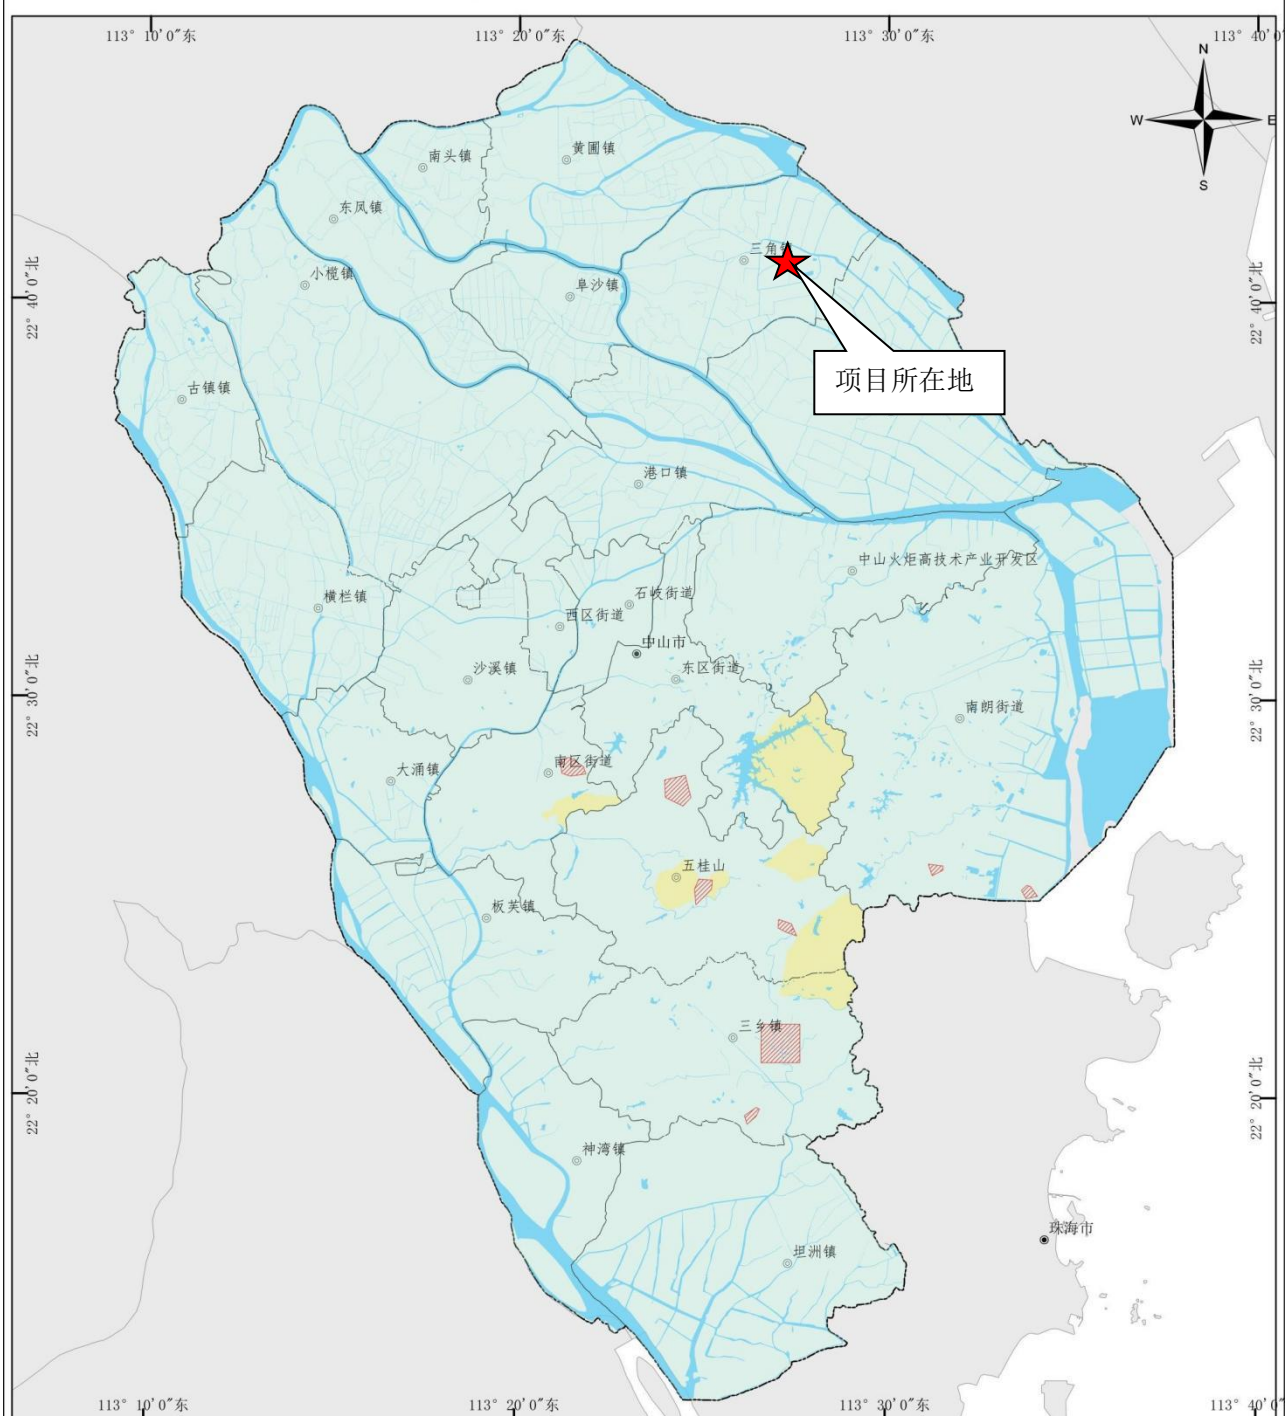 113° 10'0"东
113° 20'0"东
113° 30'0"东
113° 40'0"
N
W
E
S
黄圃镇
南头镇
东凤镇
三角镇
小榄镇
阜沙镇
22° 40'0"北
22° 40'0"北
项目所在地
古镇镇
港口镇
中山火炬高技术产业开发区
石岐街道
横栏镇
西区街道
中山市
沙溪镇
东区街道
22° 30'0"北
22° 30'0"北
南朗街道
南区街道
大涌镇
五桂山
板芙镇
三乡镇
22° 20'0"北
22° 20'0"北
神湾镇
珠海市
坦洲镇
113° 10'0"东
113° 20'0"东
113° 30'0"东
113° 40'0